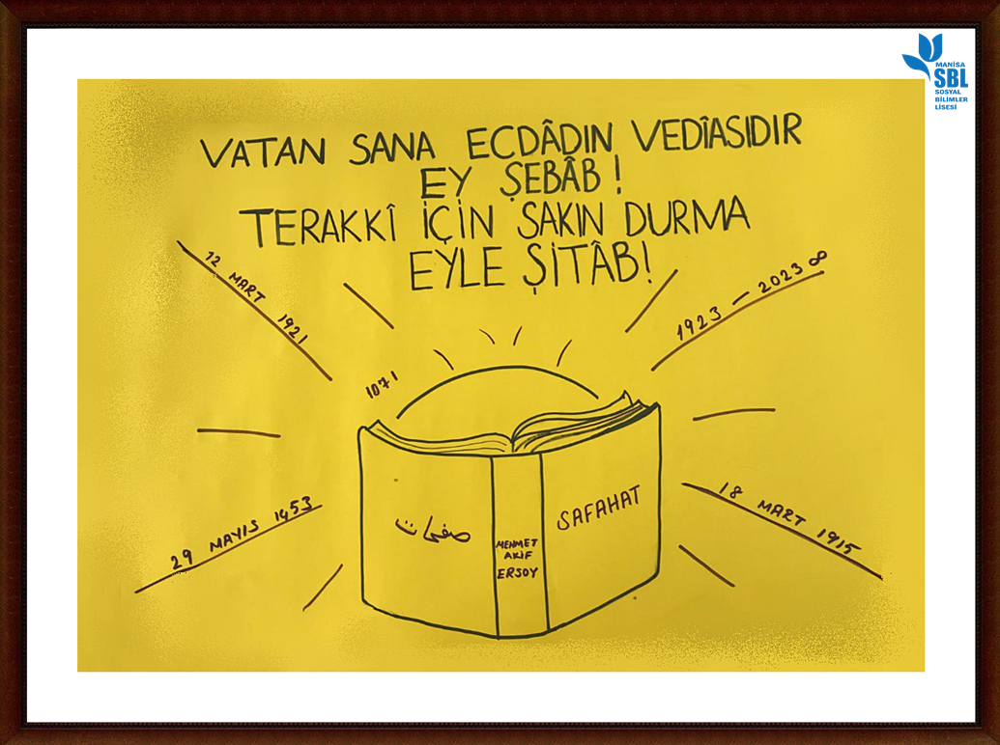 MANİSA
SBL
SOSYAL
BİLİMLER
LİSESİ
VATAN SANA ECDÂDIN VEDÎASIDIR
EY ŞEBÂB!
TERAKKÎ İÇİN SAKIN DURMA
EYLE ŞİTÂB!
12 MART 1921
1923 – 2023 ∞
1071
29 MAYIS 1453
18 MART 1915
صفحات
MEHMET
AKİF
ERSOY
SAFAHAT